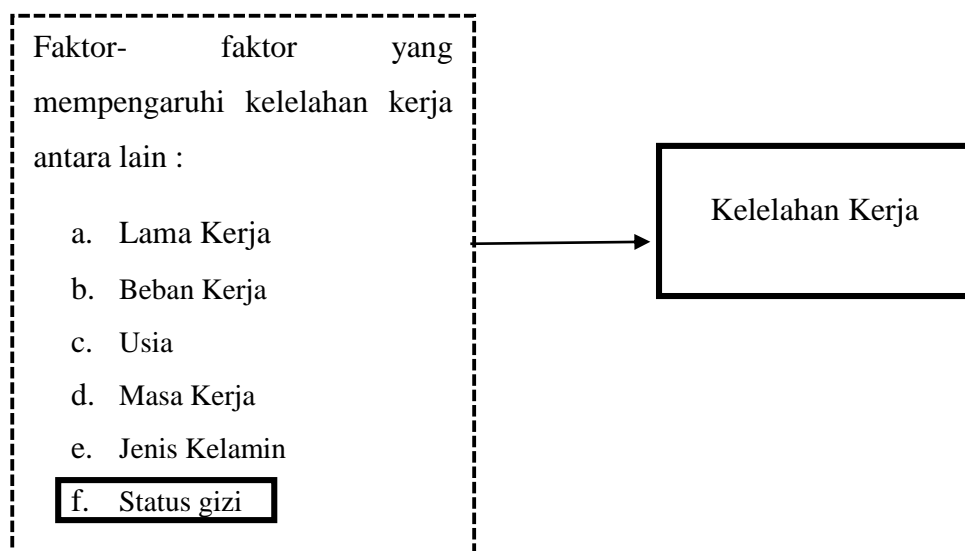 Faktor- faktor yang
mempengaruhi kelelahan kerja
antara lain :
a. Lama Kerja
b. Beban Kerja
c. Usia
d. Masa Kerja
e. Jenis Kelamin
f. Status gizi
Kelelahan Kerja